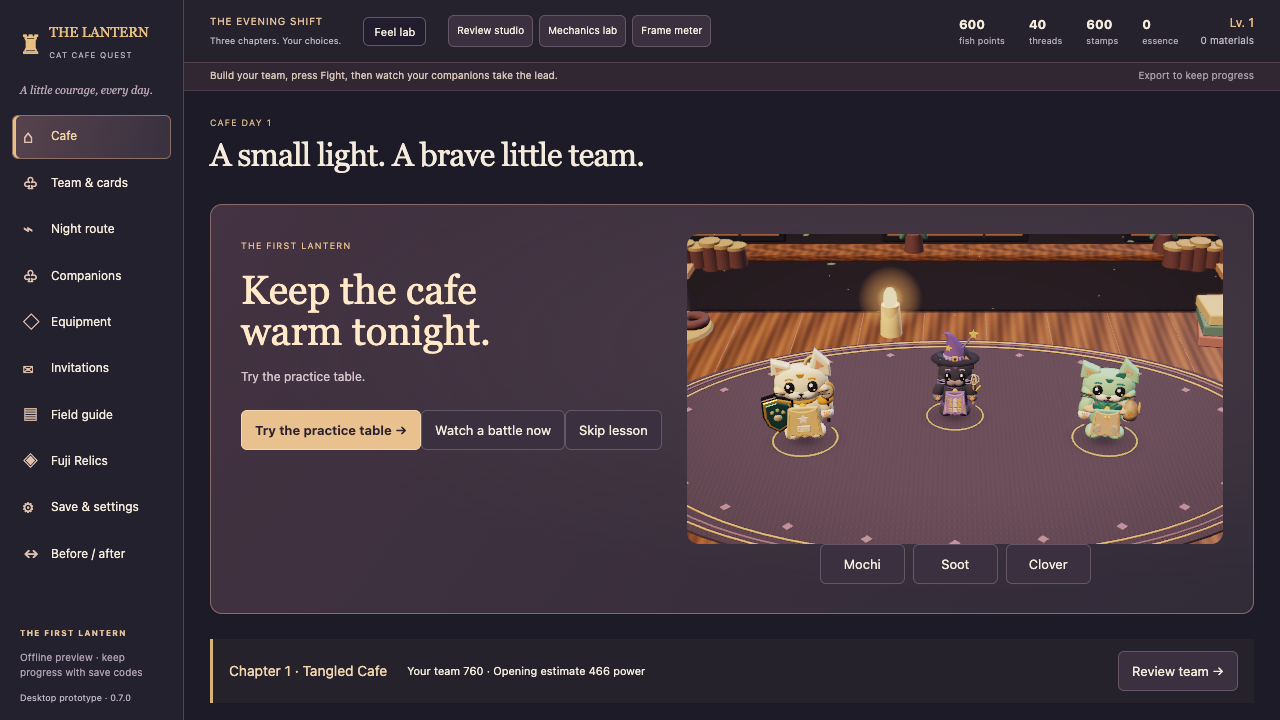 THE LANTERN
CAT CAFE QUEST
A little courage, every day.
Cafe
Team & cards
Night route
Companions
Equipment
Invitations
Field guide
Fuji Relics
Save & settings
Before / after
THE FIRST LANTERN
Offline preview · keep
progress with save codes
Desktop prototype · 0.7.0
THE EVENING SHIFT
Three chapters. Your choices.
Feel lab
Review studio
Mechanics lab
Frame meter
600
fish points
40
threads
600
stamps
0
essence
Lv. 1
0 materials
Build your team, press Fight, then watch your companions take the lead.
Export to keep progress
CAFE DAY 1
A small light. A brave little team.
THE FIRST LANTERN
Keep the cafe
warm tonight.
Try the practice table.
Try the practice table →
Watch a battle now
Skip lesson
Mochi
Soot
Clover
Chapter 1 · Tangled Cafe
Your team 760 · Opening estimate 466 power
Review team →